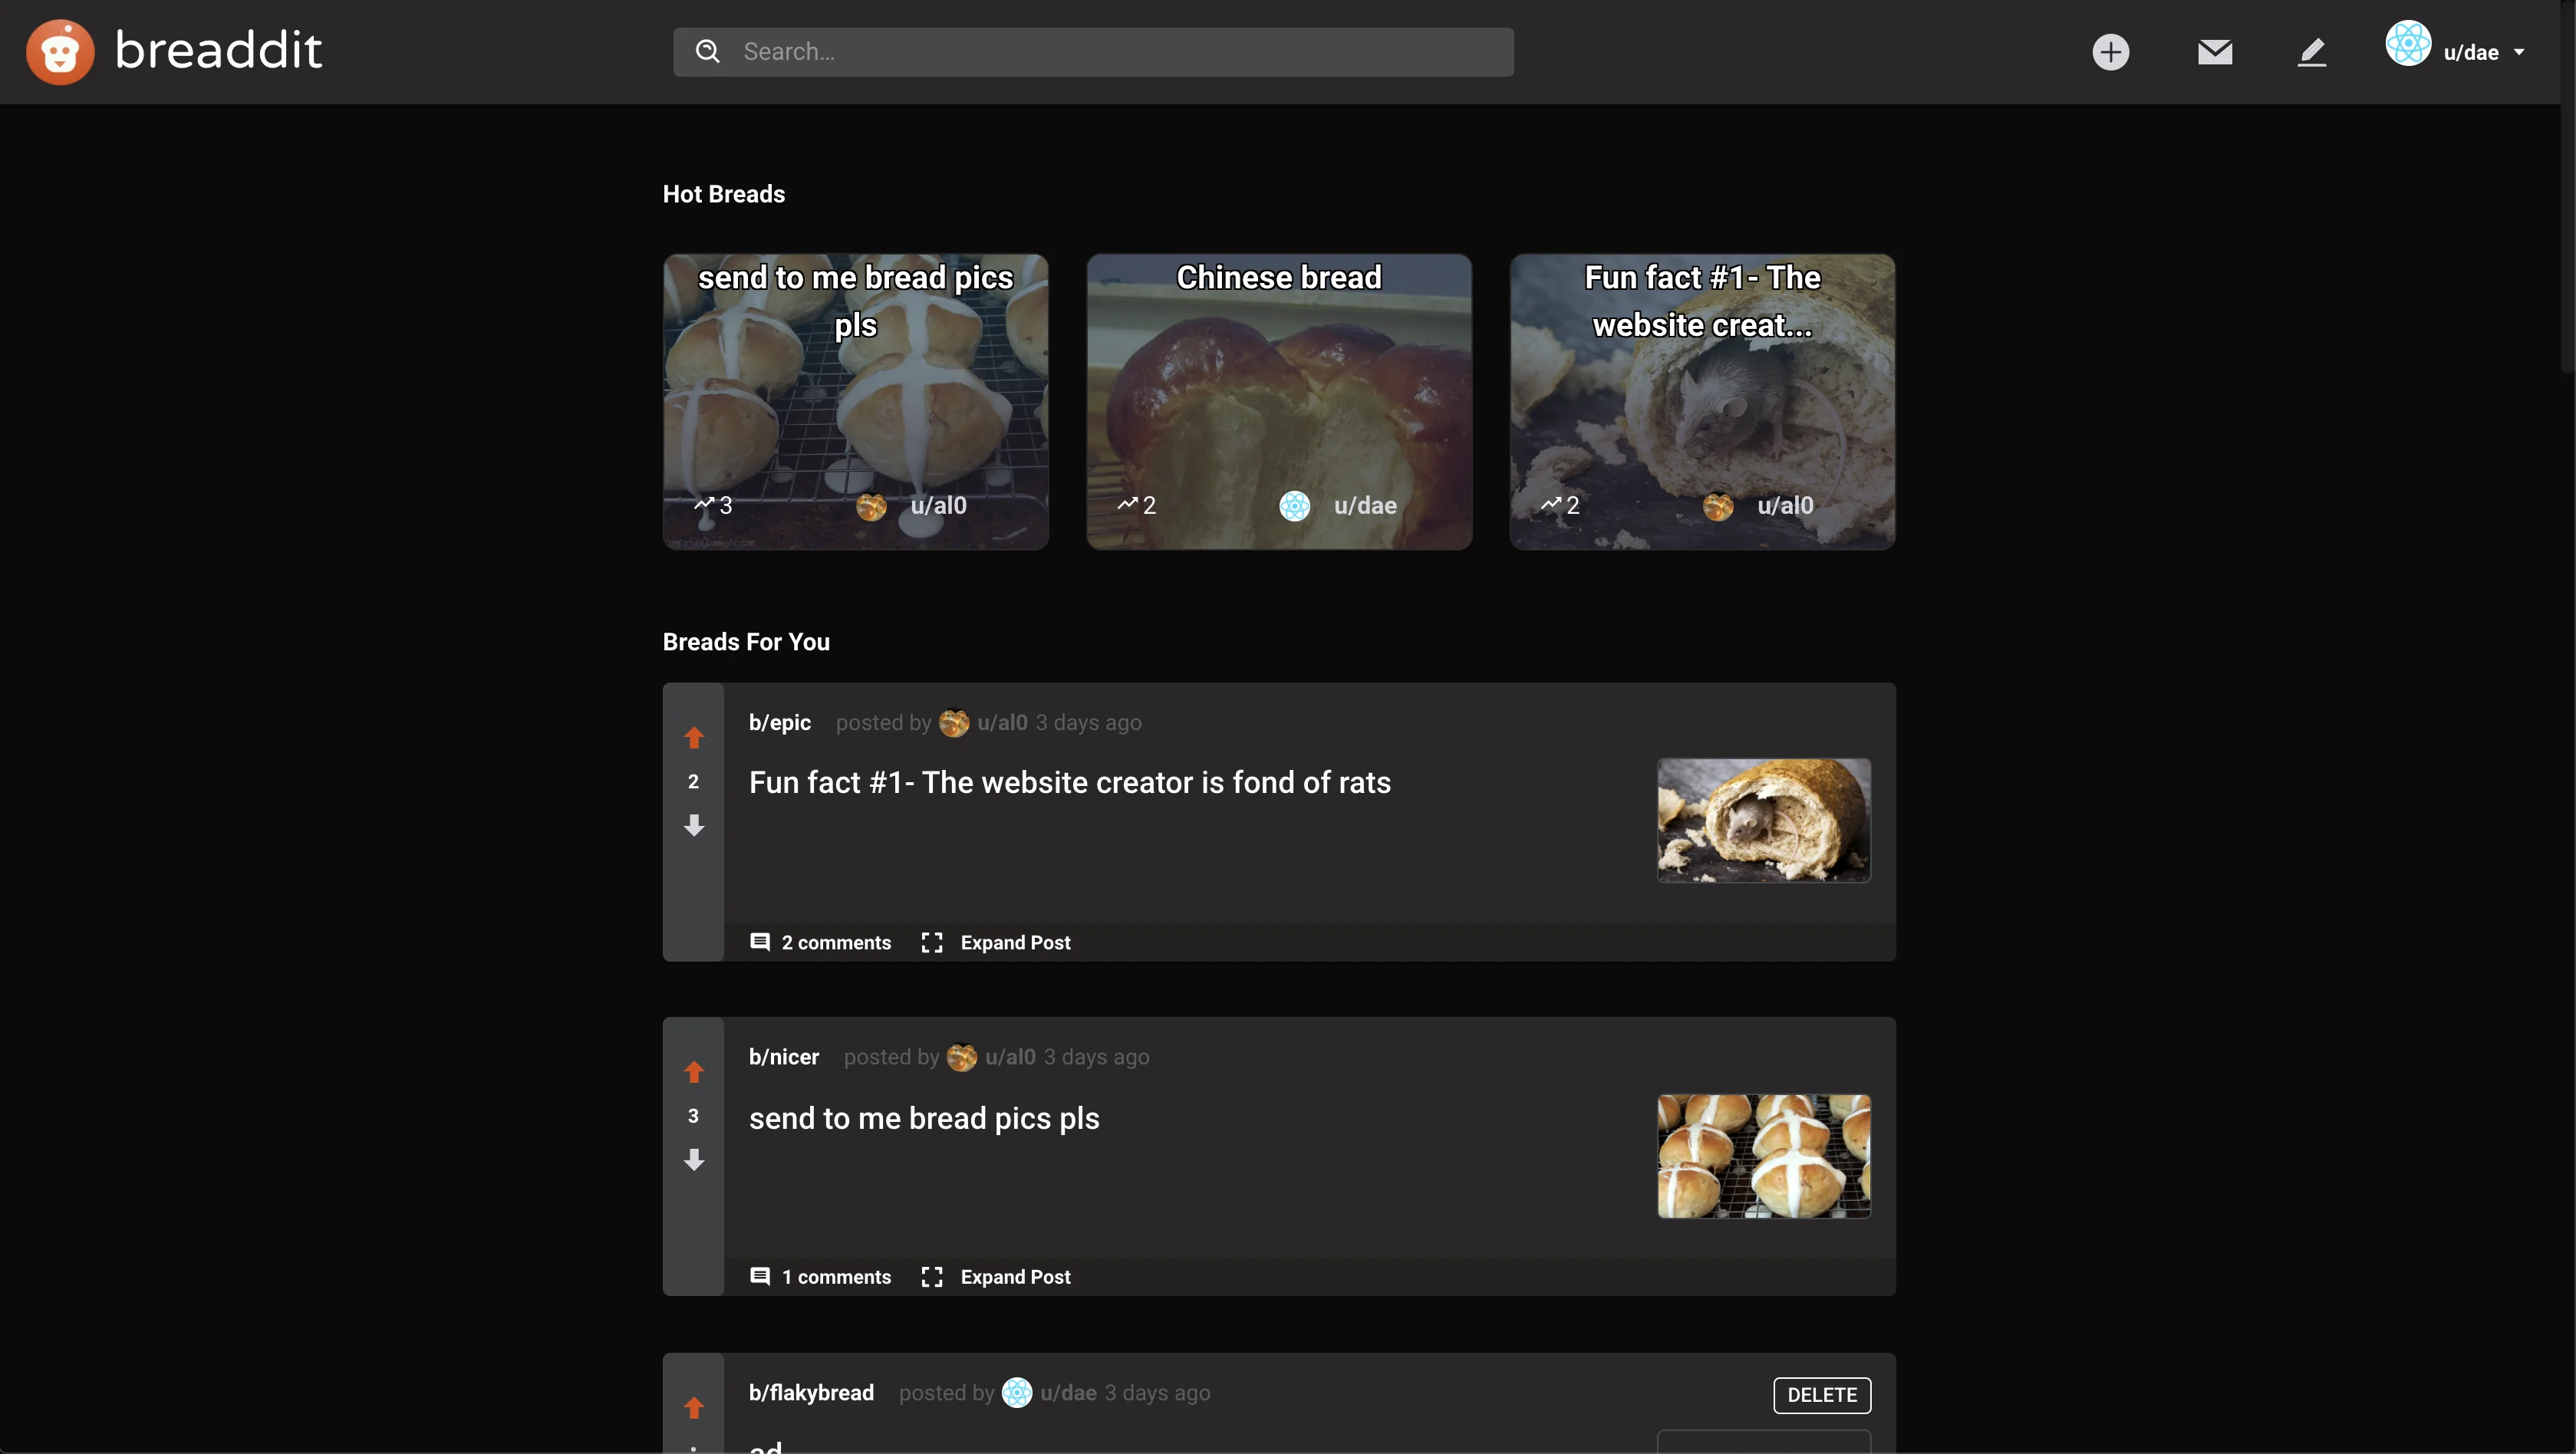 breaddit
Search...
u/dae
Hot Breads
send to me bread pics
pls
3
u/al0
Chinese bread
2
u/dae
Fun fact #1- The
website creat...
2
u/al0
Breads For You
b/epic posted by u/al0 3 days ago
2
Fun fact #1- The website creator is fond of rats
2 comments Expand Post
b/nicer posted by u/al0 3 days ago
3
send to me bread pics pls
1 comments Expand Post
b/flakybread posted by u/dae 3 days ago
DELETE